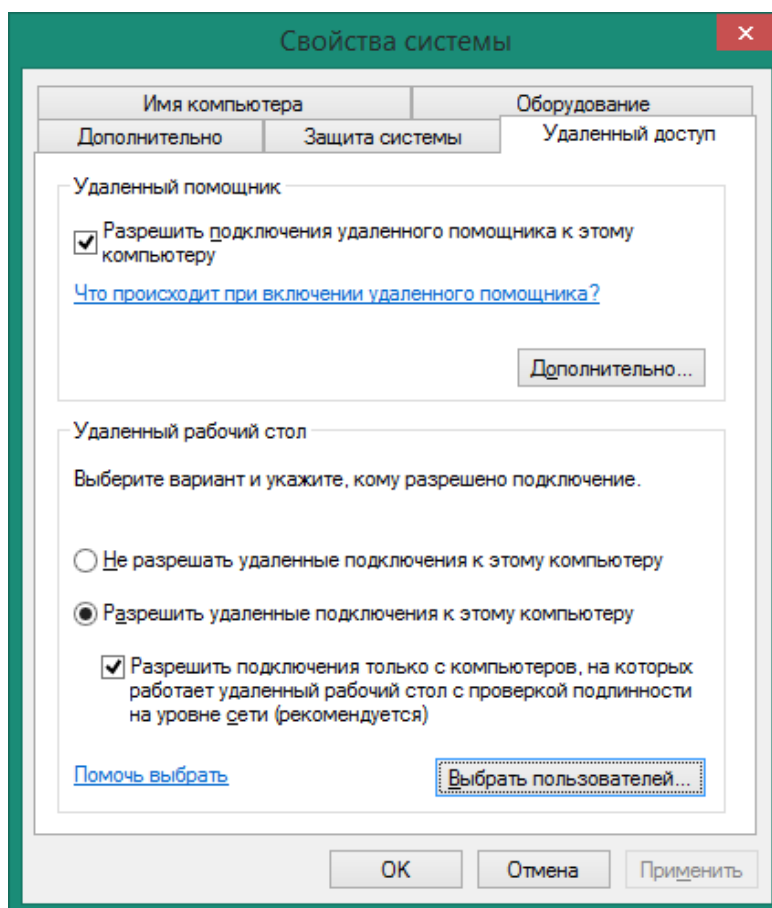 Свойства системы
Имя компьютера
Оборудование
Дополнительно
Защита системы
Удаленный доступ
Удаленный помощник
Разрешить подключения удаленного помощника к этому
компьютеру
Что происходит при включении удаленного помощника?
Дополнительно...
Удаленный рабочий стол
Выберите вариант и укажите, кому разрешено подключение.
Не разрешать удаленные подключения к этому компьютеру
Разрешить удаленные подключения к этому компьютеру
Разрешить подключения только с компьютеров, на которых
работает удаленный рабочий стол с проверкой подлинности
на уровне сети (рекомендуется)
Помочь выбрать
Выбрать пользователей...
ОК
Отмена
Применить